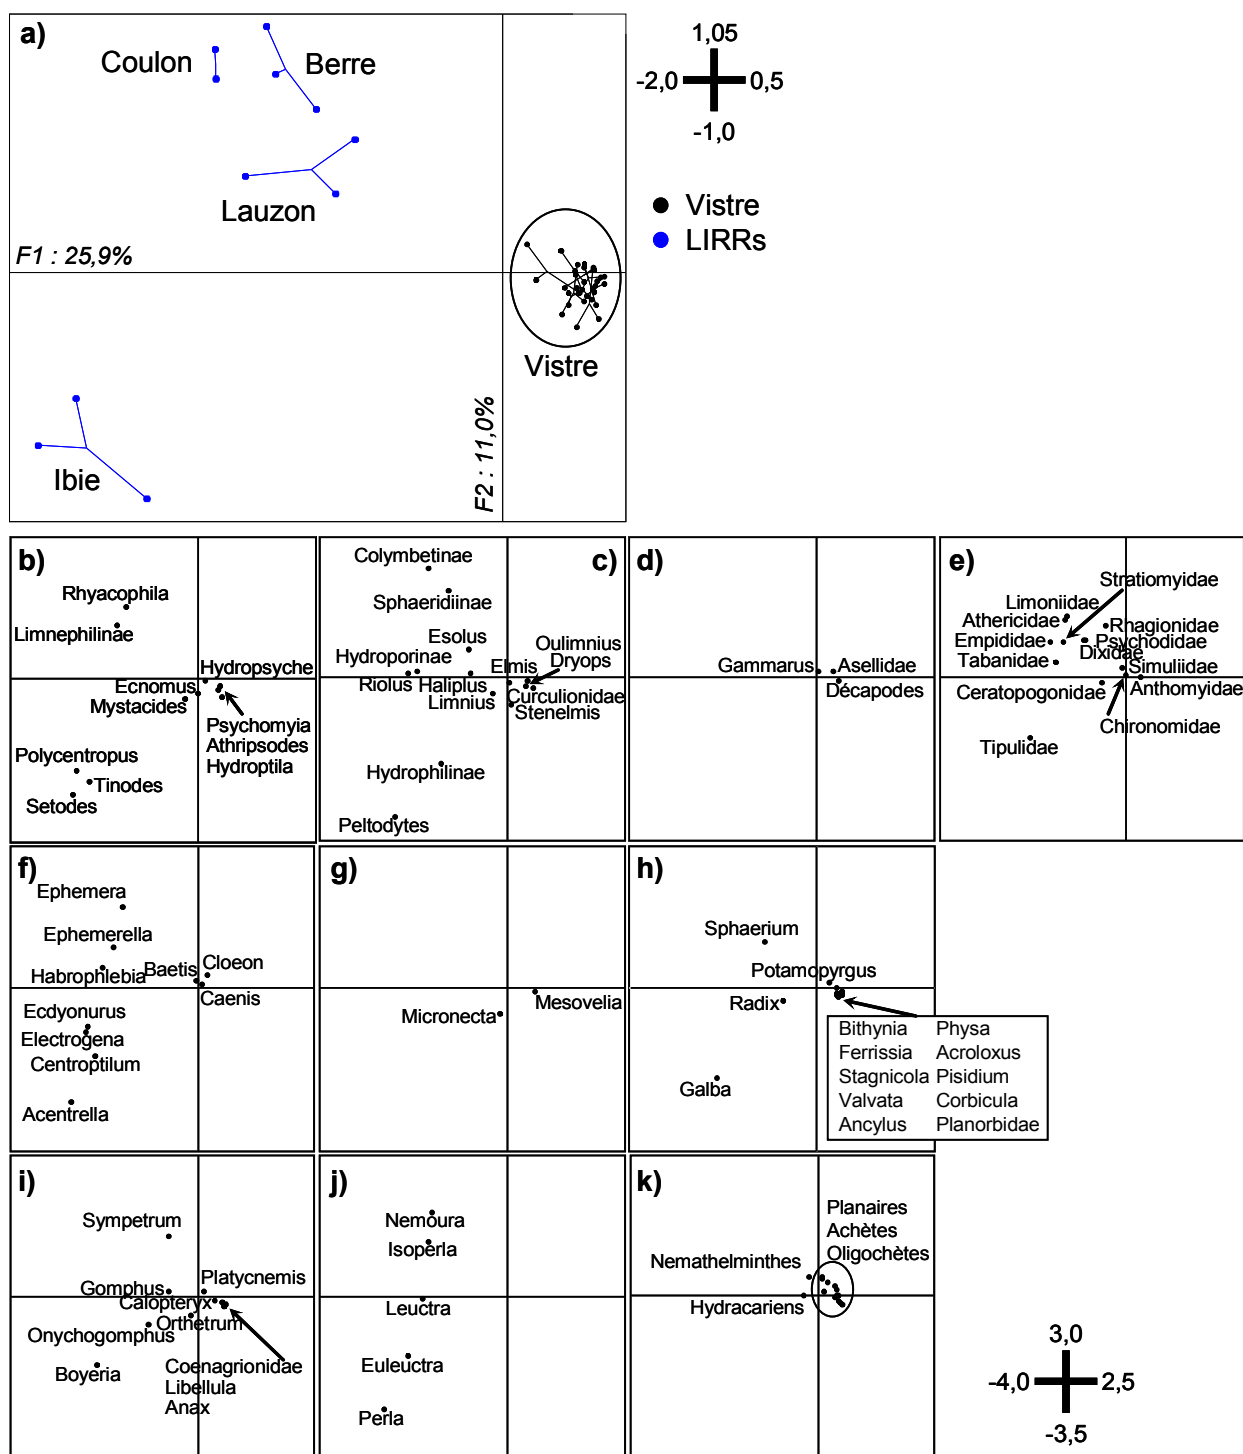 a)
Coulon
Berre
Lauzon
F1 : 25,9%
F2 : 11,0%
Vistre
Ibie
1,05
-2,0
0,5
-1,0
Vistre
LIRRs
b)
Rhyacophila
Limnephilinae
Hydropsyche
Ecnomus
Mystacides
Psychomyia
Athripsodes
Hydroptila
Polycentropus
Tinodes
Setodes
c)
Colymbetinae
Sphaeridiinae
Esolus
Oulimnius
Dryops
Hydroporinae
Elmis
Riolus
Haliplus
Curculionidae
Limnius
Stenelmis
Hydrophilinae
Peltodytes
d)
Gammarus
Asellidae
Décapodes
e)
Stratiomyidae
Limoniidae
Athericidae
Rhagionidae
Empididae
Psychodidae
Dixidae
Tabanidae
Simuliidae
Ceratopogonidae
Anthomyidae
Chironomidae
Tipulidae
f)
Ephemera
Ephemerella
Habrophlebia
Baetis
Cloeon
Caenis
Ecdyonurus
Electrogena
Centroptilum
Acentrella
g)
Mesovelia
Micronecta
h)
Sphaerium
Potamopyrgus
Radix
Galba
Bithynia Physa
Ferrissia Acroloxus
Stagnicola Pisidium
Valvata Corbicula
Ancylus Planorbidae
i)
Sympetrum
Gomphus
Platycnemis
Calopteryx
Orthetrum
Onychogomphus
Boyeria
Coenagrionidae
Libellula
Anax
j)
Nemoura
Isoperla
Leuctra
Euleuctra
Perla
k)
Planaires
Achètes
Oligochètes
Nemathelminthes
Hydracariens
3,0
-4,0
2,5
-3,5